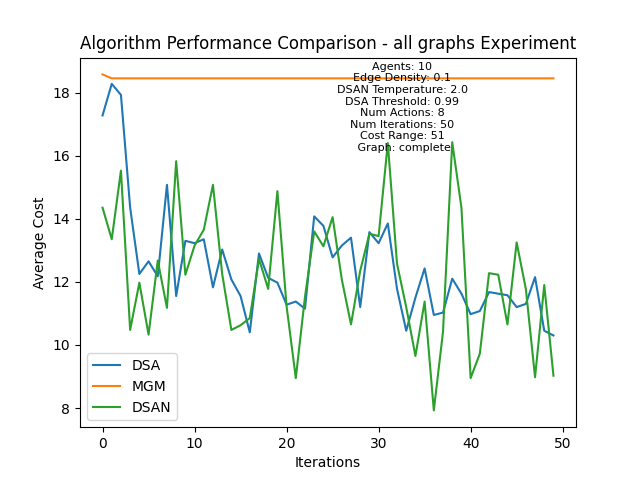 Algorithm Performance Comparison - all graphs Experiment
Agents: 10
Edge Density: 0.1
DSAN Temperature: 2.0
DSA Threshold: 0.99
Num Actions: 8
Num Iterations: 50
Cost Range: 51
Graph: complete
Average Cost
18
16
14
12
10
8
DSA
MGM
DSAN
0
10
20
30
40
50
Iterations